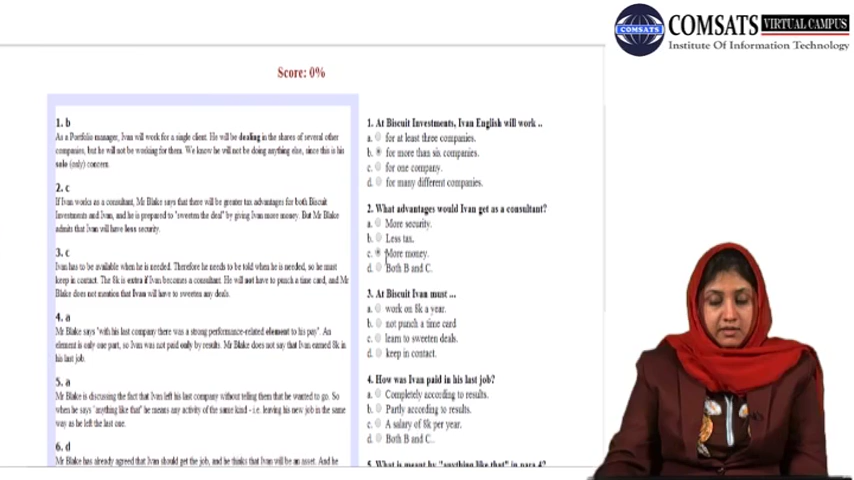 COMSATS
COMSATS VIRTUAL CAMPUS
Institute Of Information Technology
Score: 0%
1. b
As a Portfolio manager, Ivan will work for a single client. He will be dealing in the shares of several other
companies, but he will not be working for them. We know he will not be doing anything else, since this is his
sole (only) concern.
2. c
If Ivan works as a consultant, Mr Blake says that there will be greater tax advantages for both Biscuit
Investments and Ivan, and he is prepared to "sweeten the deal" by giving Ivan more money. But Mr Blake
admits that Ivan will have less security.
3. c
Ivan has to be available when he is needed. Therefore he needs to be told when he is needed, so he must
keep in contact. The 8k is extra if Ivan becomes a consultant. He will not have to punch a time card, and Mr
Blake does not mention that Ivan will have to sweeten any deals.
4. a
Mr Blake says "with his last company there was a strong performance-related element to his pay". An
element is only one part, so Ivan was not paid only by results. Mr Blake does not say that Ivan earned 8k in
his last job.
5. a
Mr Blake is discussing the fact that Ivan left his last company without telling them that he wanted to go. So
when he says "anything like that" he means any activity of the same kind - i.e. leaving his new job in the same
way as he left the last one.
6. d
Mr Blake has already agreed that Ivan should get the job, and he thinks that Ivan will be an asset. And he
1. At Biscuit Investments, Ivan English will work ..
a. for at least three companies.
b. for more than six companies.
c. for one company.
d. for many different companies.
2. What advantages would Ivan get as a consultant?
a. More security.
b. Less tax.
c. More money.
d. Both B and C.
3. At Biscuit Ivan must ...
a. work on 8k a year.
b. not punch a time card
c. learn to sweeten deals.
d. keep in contact.
4. How was Ivan paid in his last job?
a. Completely according to results.
b. Partly according to results.
c. A salary of 8k per year.
d. Both B and C..
5. What is meant by "anything like that" in para 4?